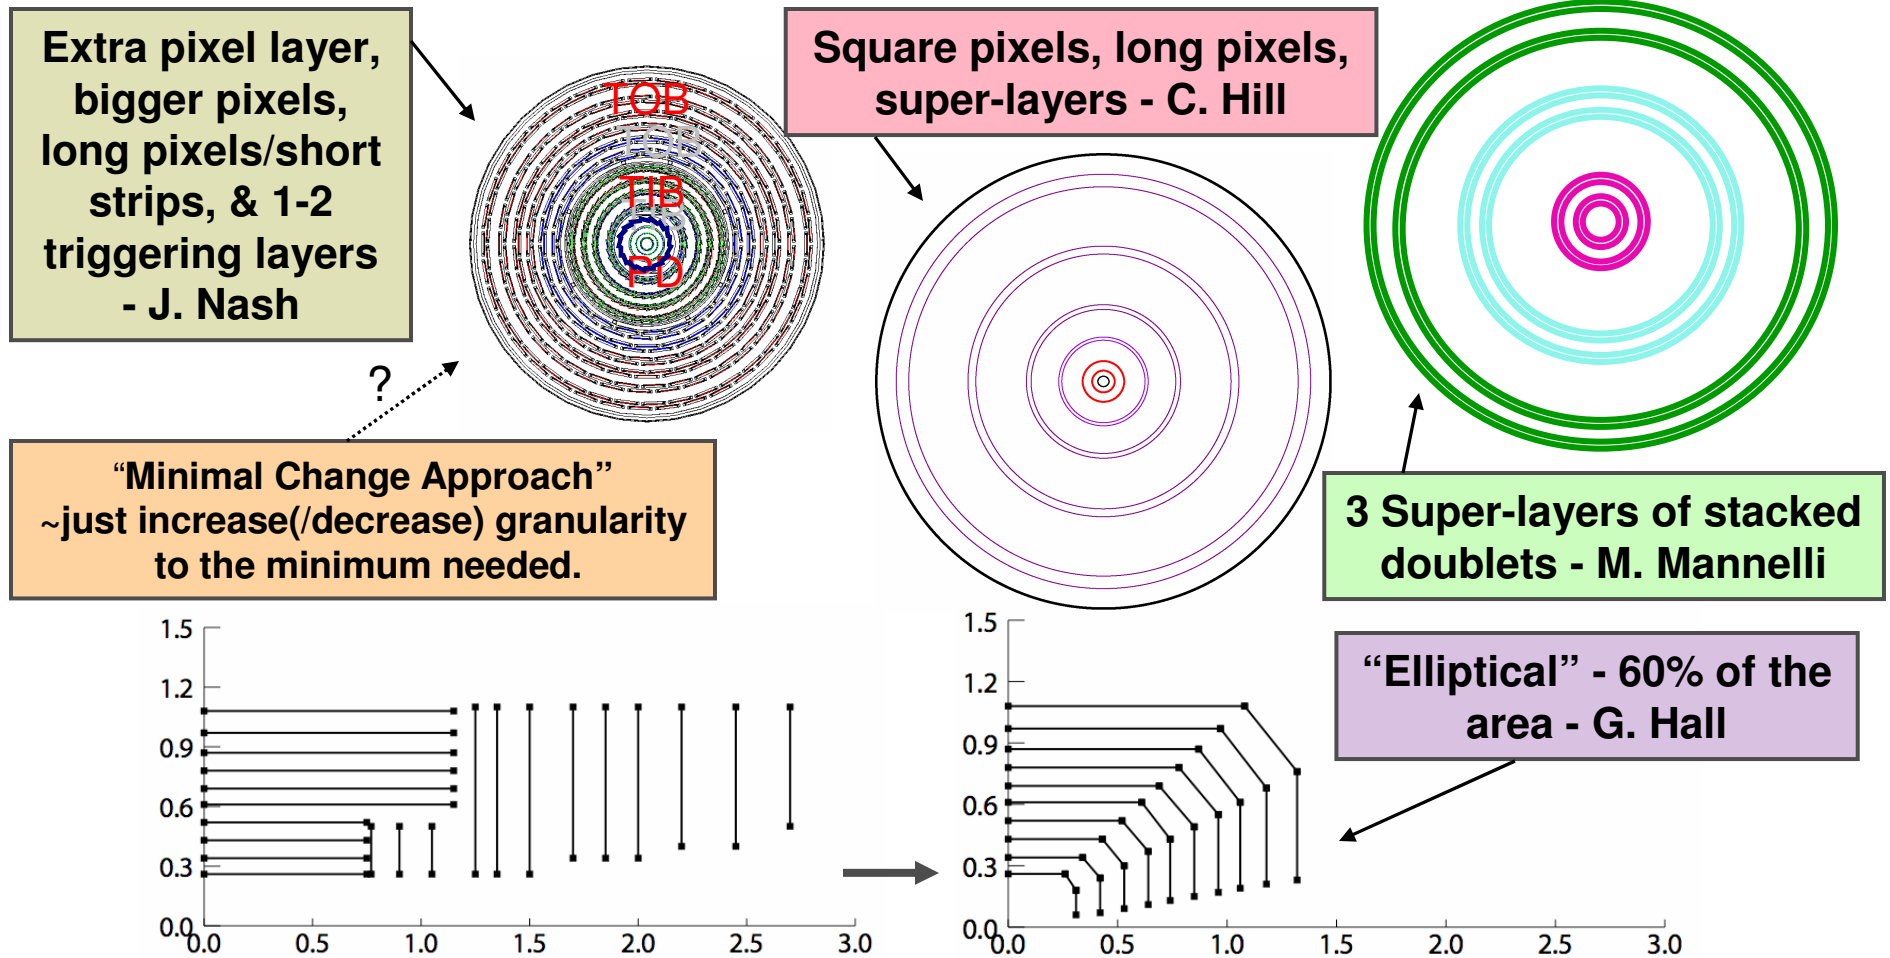 Extra pixel layer,
bigger pixels,
long pixels/short
strips, & 1-2
triggering layers
- J. Nash
TOB
TIB
PD
Square pixels, long pixels,
super-layers - C. Hill
?
“Minimal Change Approach”
~just increase(/decrease) granularity
to the minimum needed.
3 Super-layers of stacked
doublets - M. Mannelli
“Elliptical” - 60% of the
area - G. Hall
1.5
1.2
0.9
0.6
0.3
0.0
0.0 0.5 1.0 1.5 2.0 2.5 3.0
1.5
1.2
0.9
0.6
0.3
0.0
0.0 0.5 1.0 1.5 2.0 2.5 3.0